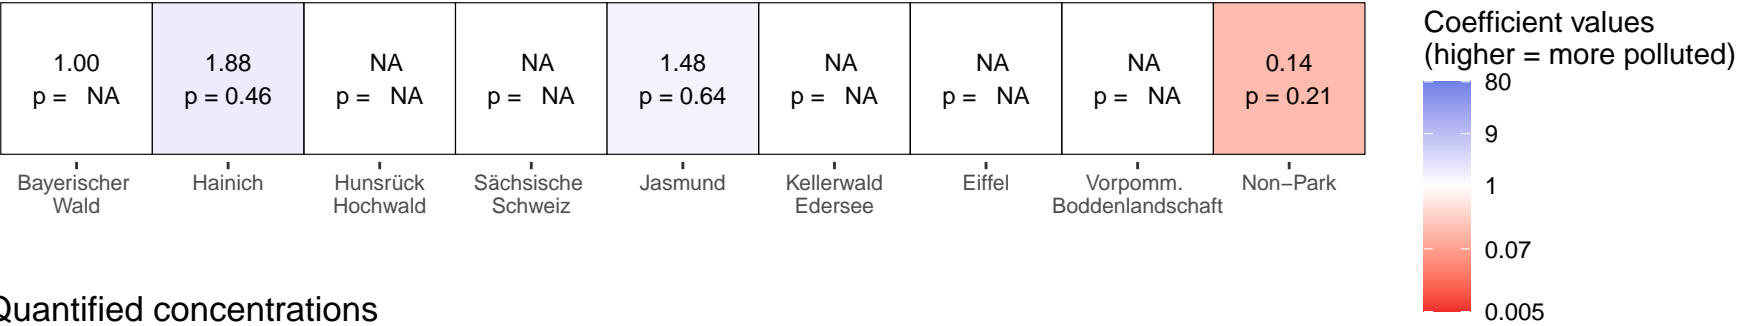 1.00 1.88 NA NA 1.48 NA NA NA 0.14
p = NA p = 0.46 p = NA p = NA p = 0.64 p = NA p = NA p = NA p = 0.21
Bayerischer Hainich Hunsrück Sächsische Jasmund Kellerwald Eiffel Vorpomm. Non−Park
Wald Hochwald Schweiz Edersee Boddenlandschaft
Coefficient values
(higher = more polluted)
80
9
1
0.07
0.005
Quantified concentrations